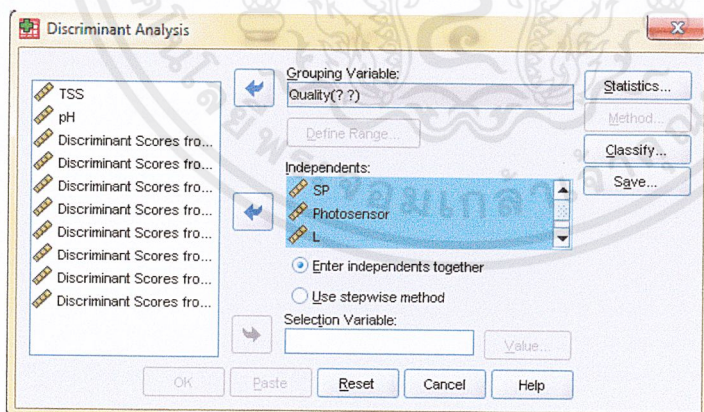 Discriminant Analysis
TSS
pH
Discriminant Scores fro...
Discriminant Scores fro...
Discriminant Scores fro...
Discriminant Scores fro...
Discriminant Scores fro...
Discriminant Scores fro...
Discriminant Scores fro...
Discriminant Scores fro...
Grouping Variable:
Quality(? ?)
Define Range...
Independents:
SP
Photosensor
L
Enter independents together
Use stepwise method
Selection Variable:
Value...
Statistics...
Method...
Classify...
Save...
OK
Paste
Reset
Cancel
Help